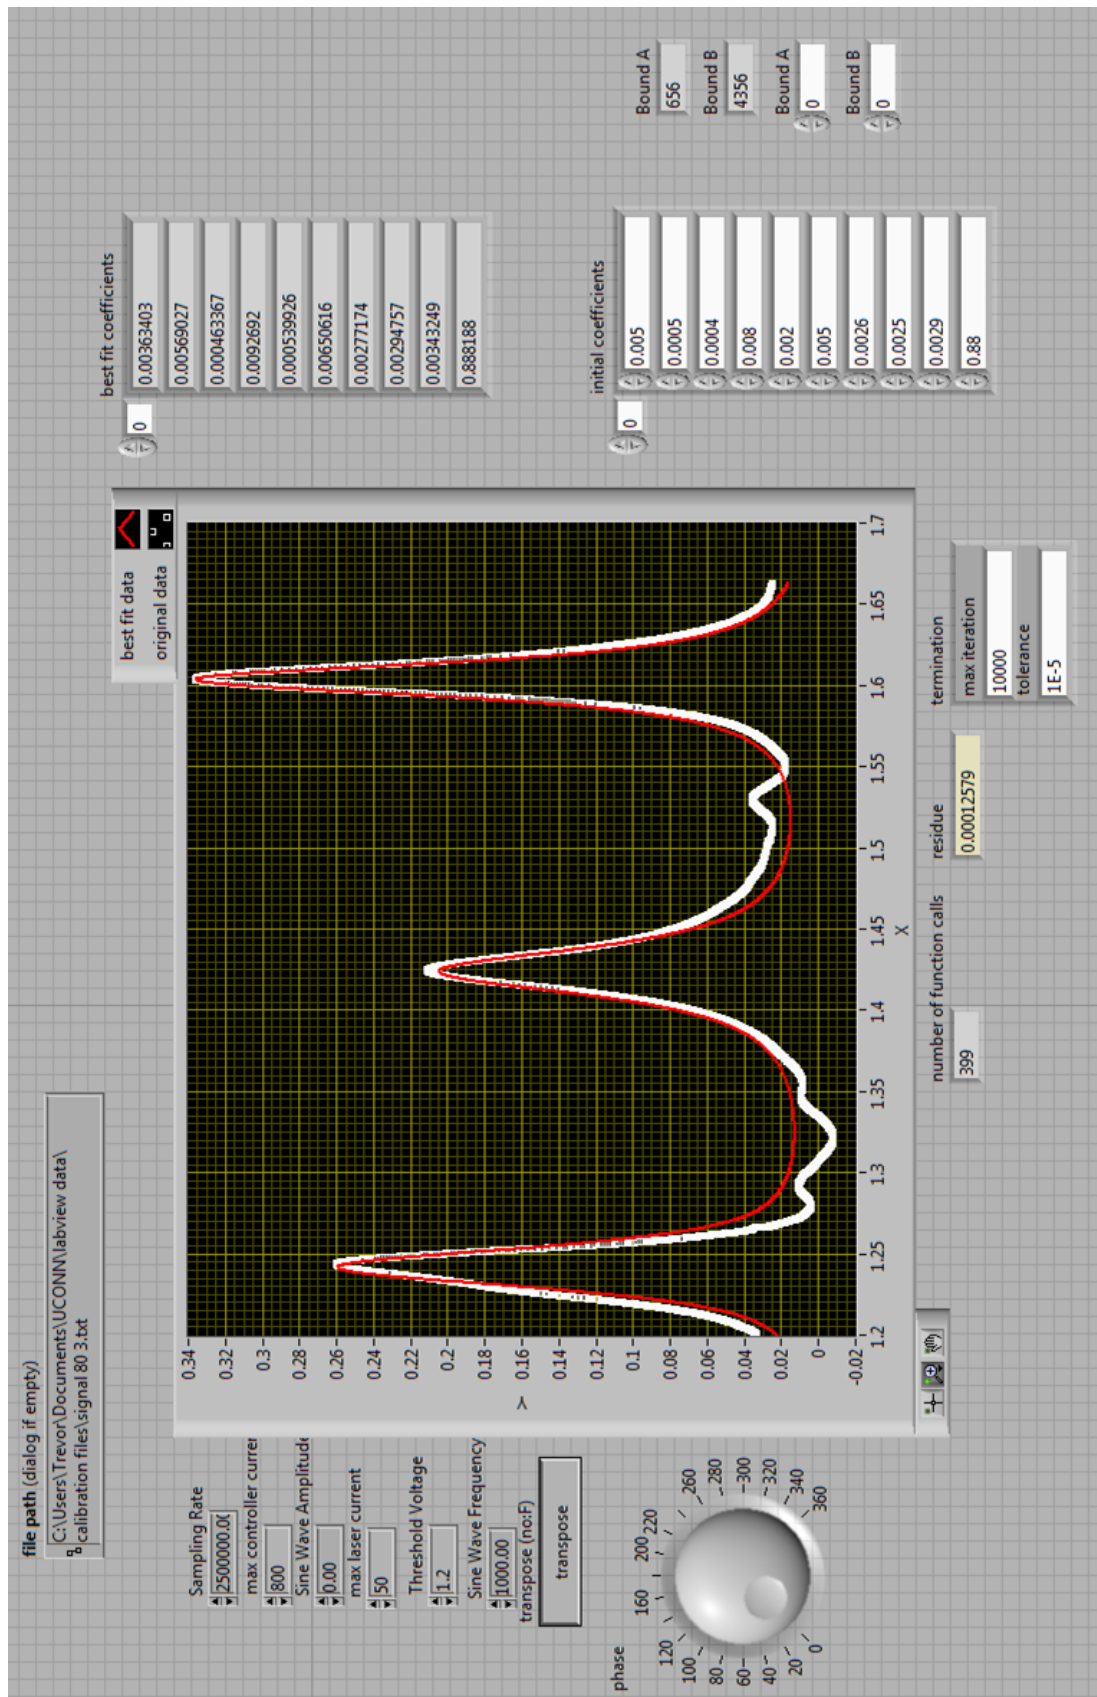 file path (dialog if empty)
C:\Users\Trevor\Documents\UCONN\labview data\
calibration files\signal 80 3.txt
Sampling Rate
2500000.0(
max controller currer
800
Sine Wave Amplitude
0.00
max laser current
50
Threshold Voltage
1.2
Sine Wave Frequency
1000.00
transpose (no:F)
transpose
phase
0
20
40
60
80
100
120
160
200
220
260
280
300
320
340
360
best fit data
original data
Y
0.34
0.32
0.3
0.28
0.26
0.24
0.22
0.2
0.18
0.16
0.14
0.12
0.1
0.08
0.06
0.04
0.02
0
-0.02
1.2
1.25
1.3
1.35
1.4
1.45
1.5
1.55
1.6
1.65
1.7
X
number of function calls
399
residue
0.00012579
termination
max iteration
10000
tolerance
1E-5
best fit coefficients
0
0.00363403
0.00569027
0.000463367
0.0092692
0.000539926
0.00650616
0.00277174
0.00294757
0.00343249
0.888188
initial coefficients
0
0.005
0.0005
0.0004
0.008
0.002
0.005
0.0026
0.0025
0.0029
0.88
Bound A
656
Bound B
4356
Bound A
0
Bound B
0